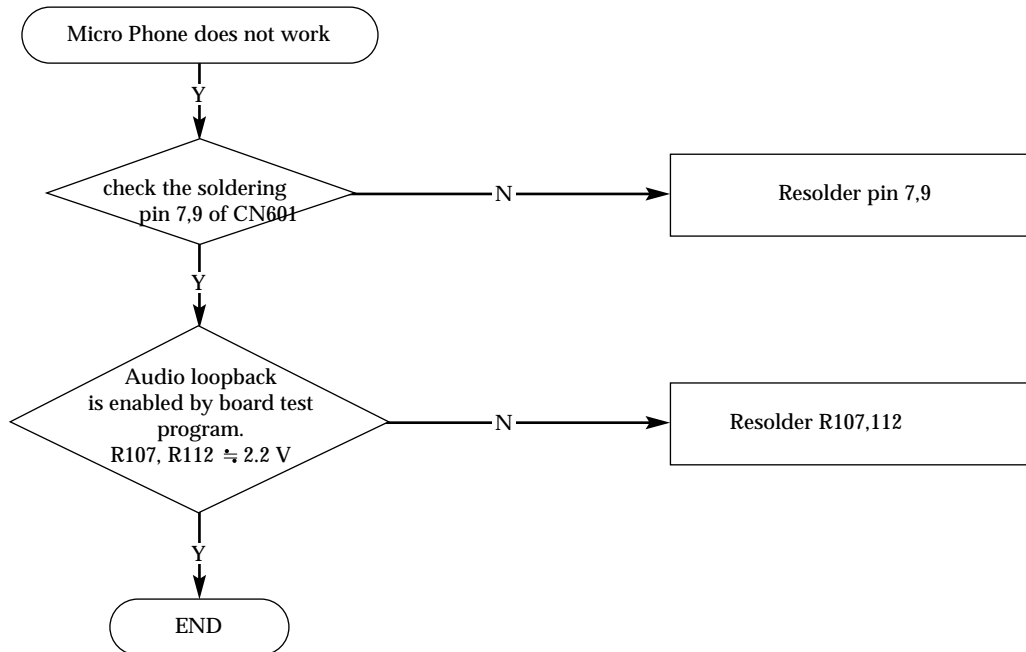 Micro Phone does not work
Y
check the soldering
pin 7,9 of CN601
N
Resolder pin 7,9
Y
Audio loopback
is enabled by board test
program.
R107, R112 ≒ 2.2 V
N
Resolder R107,112
Y
END